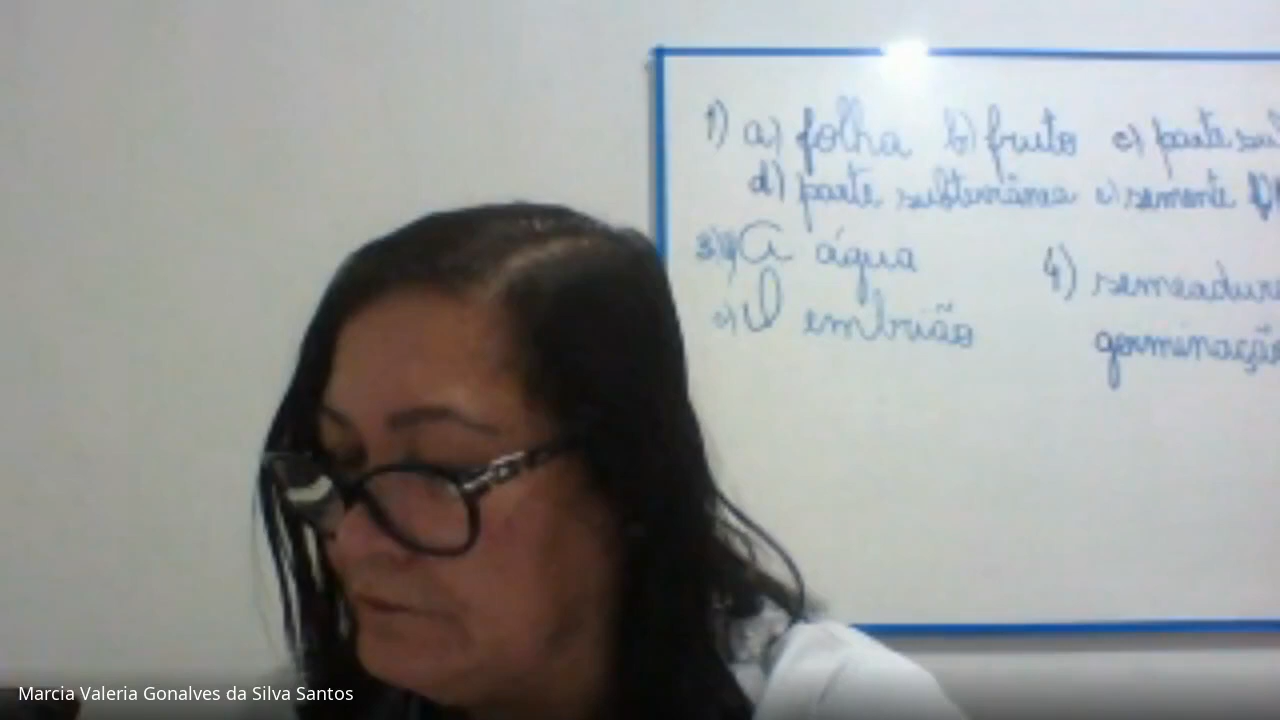 1) a) folha b) fruto c) parte su
d) parte subterrânea e) semente
3) A água
c) O embrião
4) semeadura
germinação
Marcia Valeria Gonalves da Silva Santos